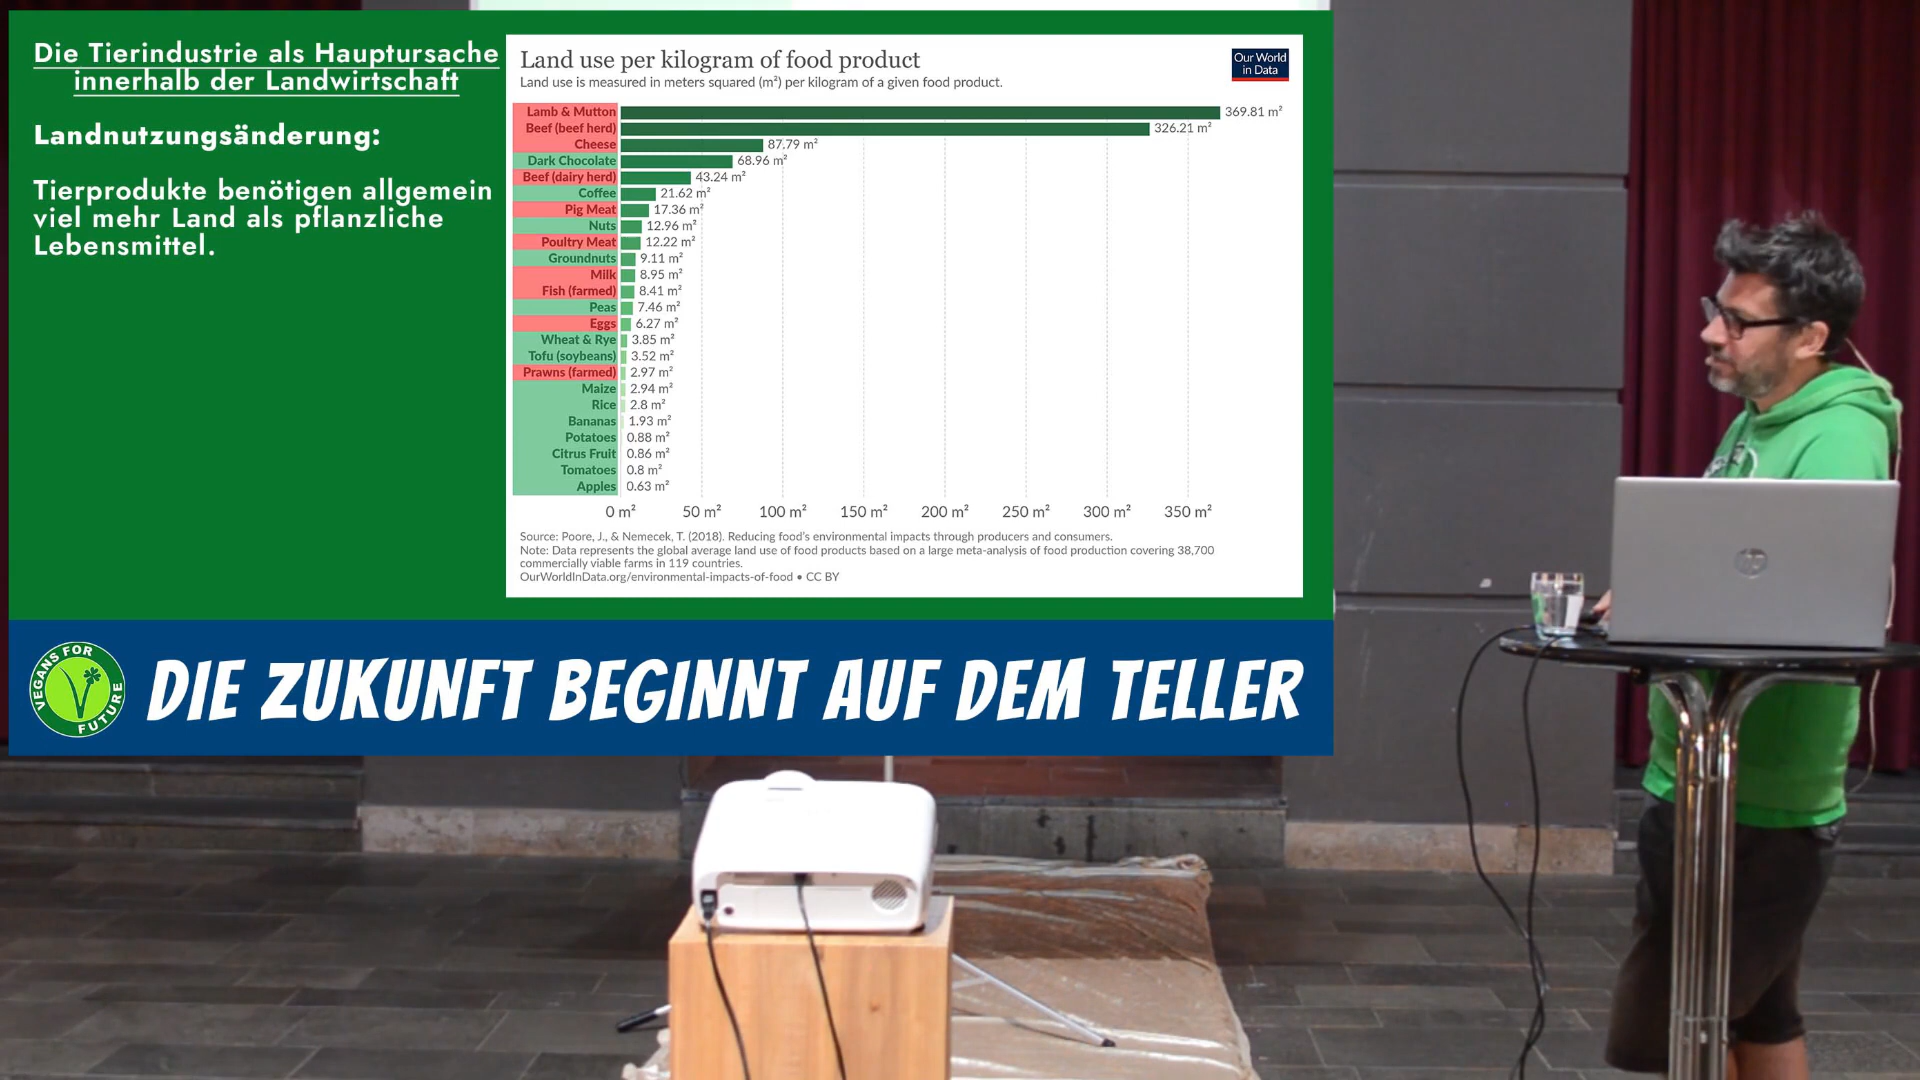 Die Tierindustrie als Hauptursache
innerhalb der Landwirtschaft
Landnutzungsänderung:
Tierprodukte benötigen allgemein
viel mehr Land als pflanzliche
Lebensmittel.
Land use per kilogram of food product
Land use is measured in meters squared (m²) per kilogram of a given food product.
Our World
in Data
Lamb & Mutton 369.81 m²
Beef (beef herd) 326.21 m²
Cheese 87.79 m²
Dark Chocolate 68.96 m²
Beef (dairy herd) 43.24 m²
Coffee 21.62 m²
Pig Meat 17.36 m²
Nuts 12.96 m²
Poultry Meat 12.22 m²
Groundnuts 9.11 m²
Milk 8.95 m²
Fish (farmed) 8.41 m²
Peas 7.46 m²
Eggs 6.27 m²
Wheat & Rye 3.85 m²
Tofu (soybeans) 3.52 m²
Prawns (farmed) 2.97 m²
Maize 2.94 m²
Rice 2.8 m²
Bananas 1.93 m²
Potatoes 0.88 m²
Citrus Fruit 0.86 m²
Tomatoes 0.8 m²
Apples 0.63 m²
0 m² 50 m² 100 m² 150 m² 200 m² 250 m² 300 m² 350 m²
Source: Poore, J., & Nemecek, T. (2018). Reducing food's environmental impacts through producers and consumers.
Note: Data represents the global average land use of food products based on a large meta-analysis of food production covering 38,700
commercially viable farms in 119 countries.
OurWorldInData.org/environmental-impacts-of-food • CC BY
VEGANS FOR
FUTURE
DIE ZUKUNFT BEGINNT AUF DEM TELLER
hp